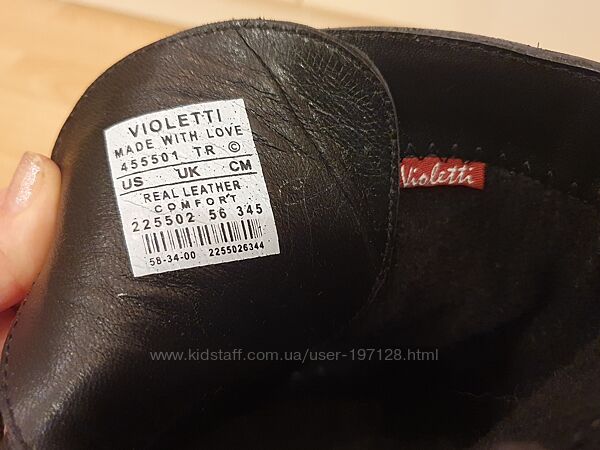 VIOLETTI
MADE WITH LOVE
455501 TR ©
US UK CM
REAL LEATHER
COMFORT
225502 56 345
58-34-00 2255026344
Violetti
www.kidstaff.com.ua/user-197128.html